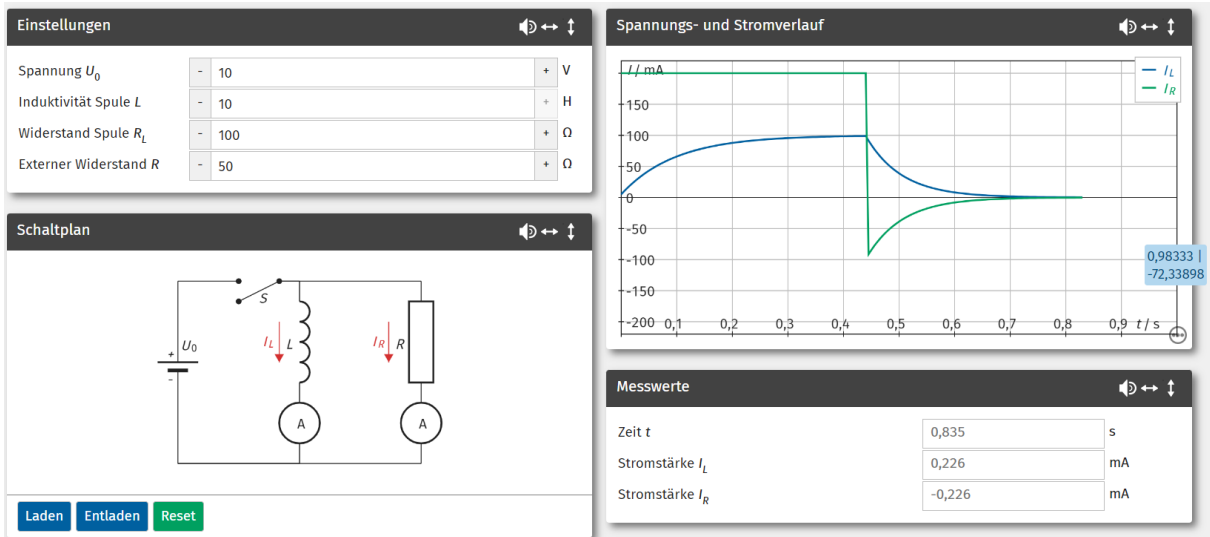 Einstellungen
Spannung U0 - 10 + V
Induktivität Spule L - 10 + H
Widerstand Spule RL - 100 + Ω
Externer Widerstand R - 50 + Ω
Schaltplan
S
+ U0 IL L IR R
-
A A
Laden Entladen Reset
Spannungs- und Stromverlauf
I / mA IL
IR
150
100
50
0
-50
-100
0,98333 |
-72,33898
-150
-200 0,1 0,2 0,3 0,4 0,5 0,6 0,7 0,8 0,9 t / s
Messwerte
Zeit t 0,835 s
Stromstärke IL 0,226 mA
Stromstärke IR -0,226 mA